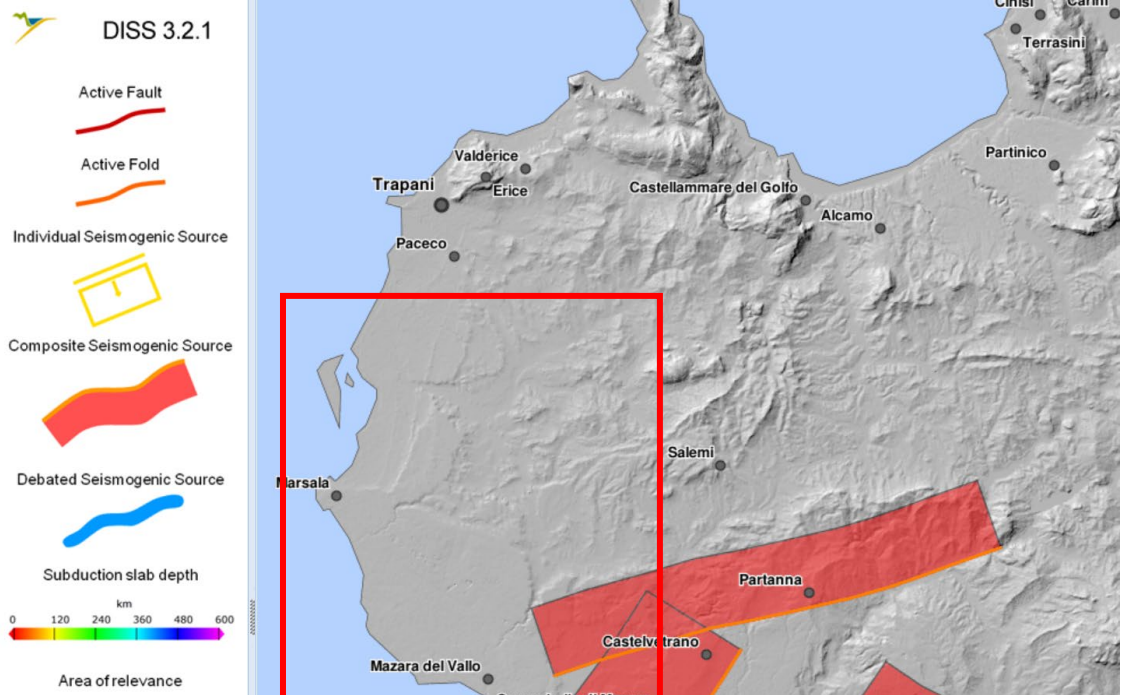 DISS 3.2.1
Active Fault
Active Fold
Individual Seismogenic Source
Composite Seismogenic Source
Debated Seismogenic Source
Subduction slab depth
km
0 120 240 360 480 600
Area of relevance
Cinisi
Carini
Terrasini
Partinico
Valderice
Erice
Trapani
Castellammare del Golfo
Alcamo
Paceco
Salemi
Marsala
Partanna
Castelvetrano
Mazara del Vallo